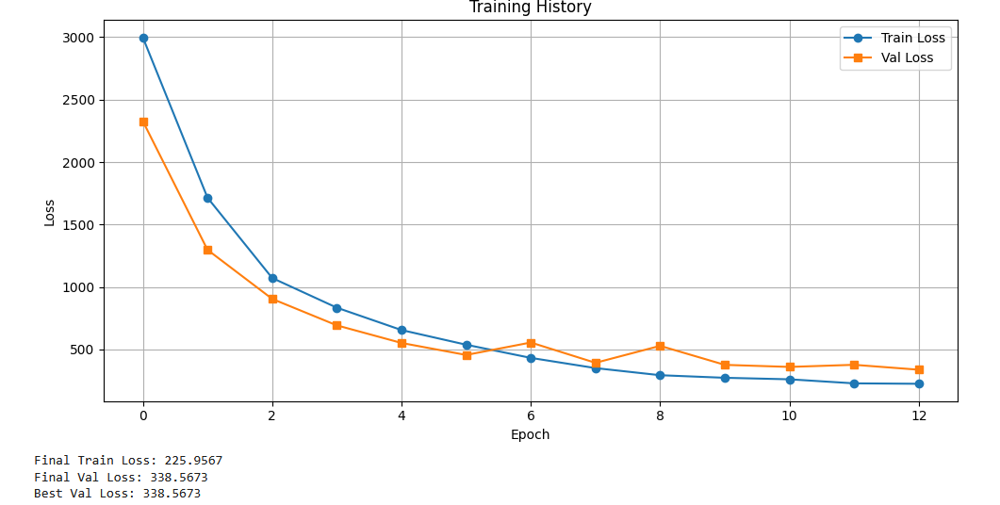 Training History
Train Loss
Val Loss
3000
2500
2000
1500
1000
500
Loss
0 2 4 6 8 10 12
Epoch
Final Train Loss: 225.9567
Final Val Loss: 338.5673
Best Val Loss: 338.5673